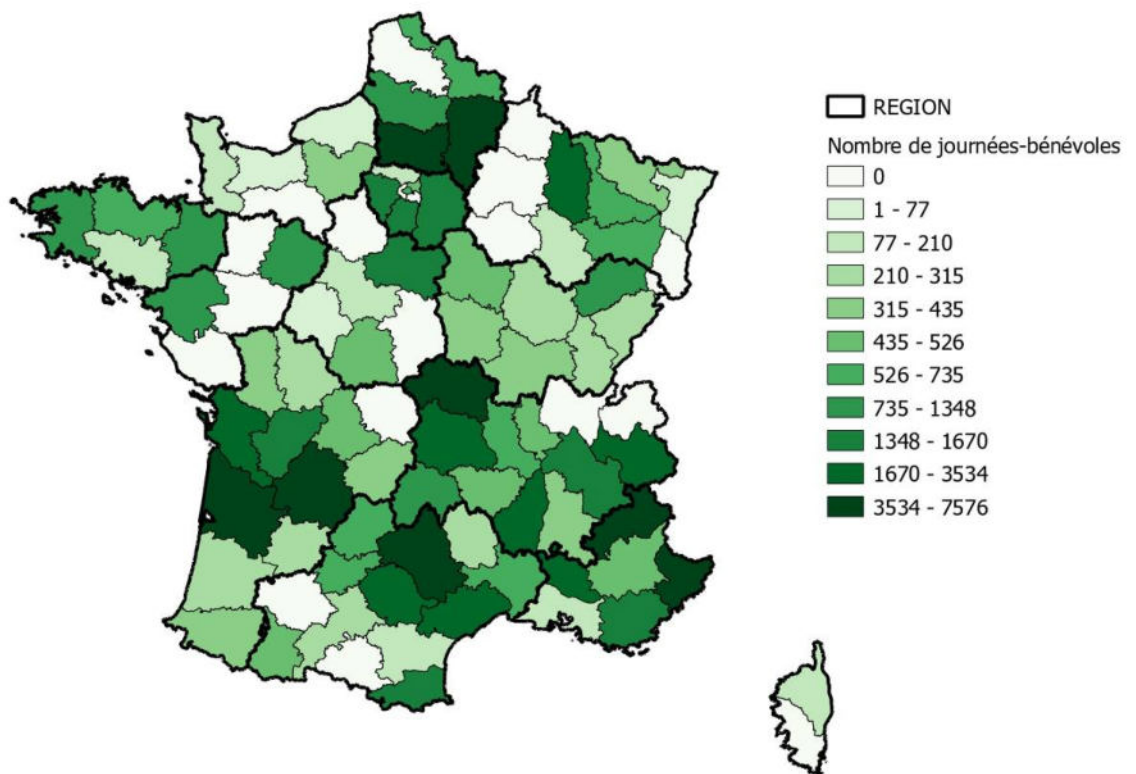 REGION
Nombre de journées-bénévoles
0
1 - 77
77 - 210
210 - 315
315 - 435
435 - 526
526 - 735
735 - 1348
1348 - 1670
1670 - 3534
3534 - 7576